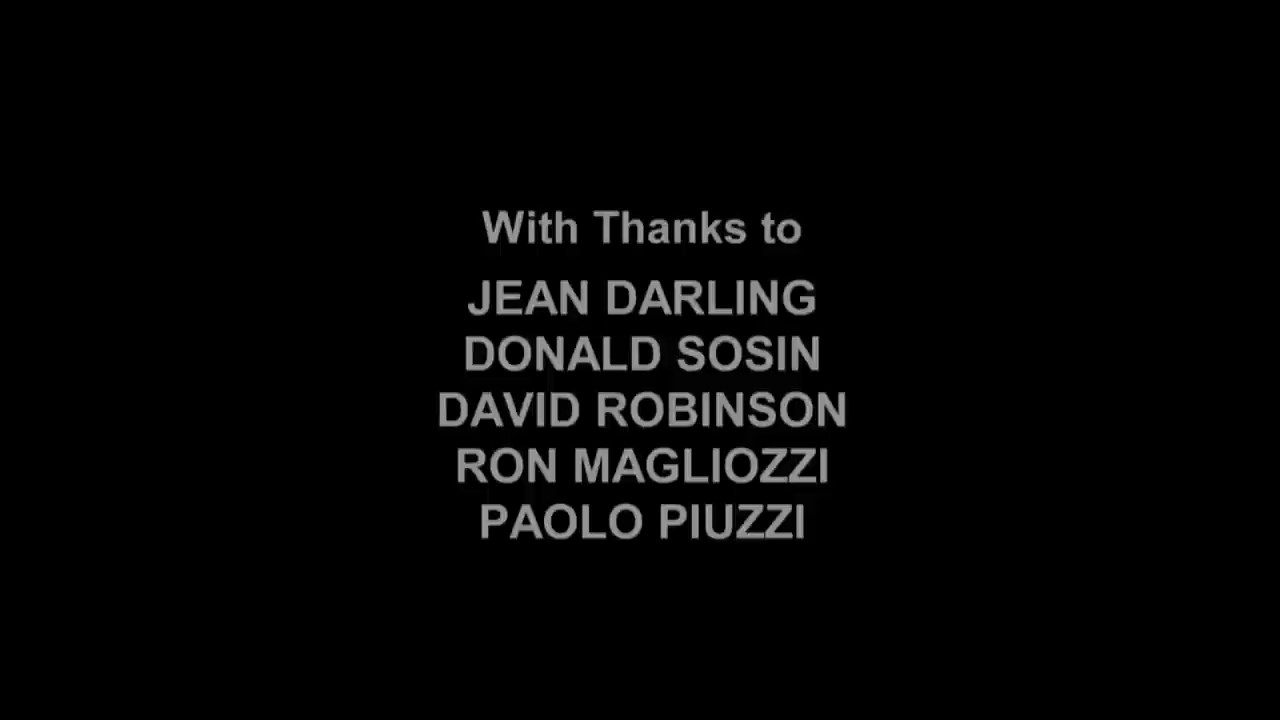 With Thanks to
JEAN DARLING
DONALD SOSIN
DAVID ROBINSON
RON MAGLIOZZI
PAOLO PIUZZI